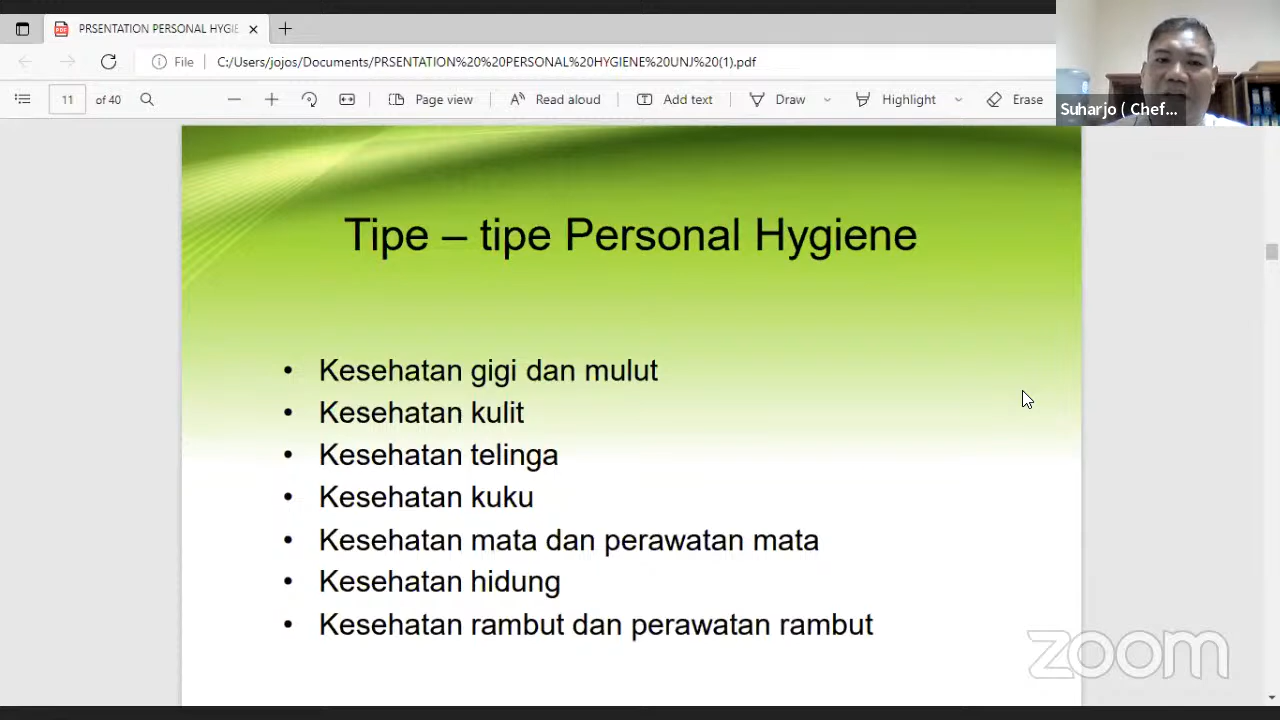 PRSENTATION PERSONAL HYGIE
File
C:/Users/jojos/Documents/PRSENTATION%20%20PERSONAL%20HYGIENE%20UNJ%20(1).pdf
11 of 40
Page view
Read aloud
Add text
Draw
Highlight
Erase
Suharjo ( Chef...
Tipe – tipe Personal Hygiene
• Kesehatan gigi dan mulut
• Kesehatan kulit
• Kesehatan telinga
• Kesehatan kuku
• Kesehatan mata dan perawatan mata
• Kesehatan hidung
• Kesehatan rambut dan perawatan rambut
zoom